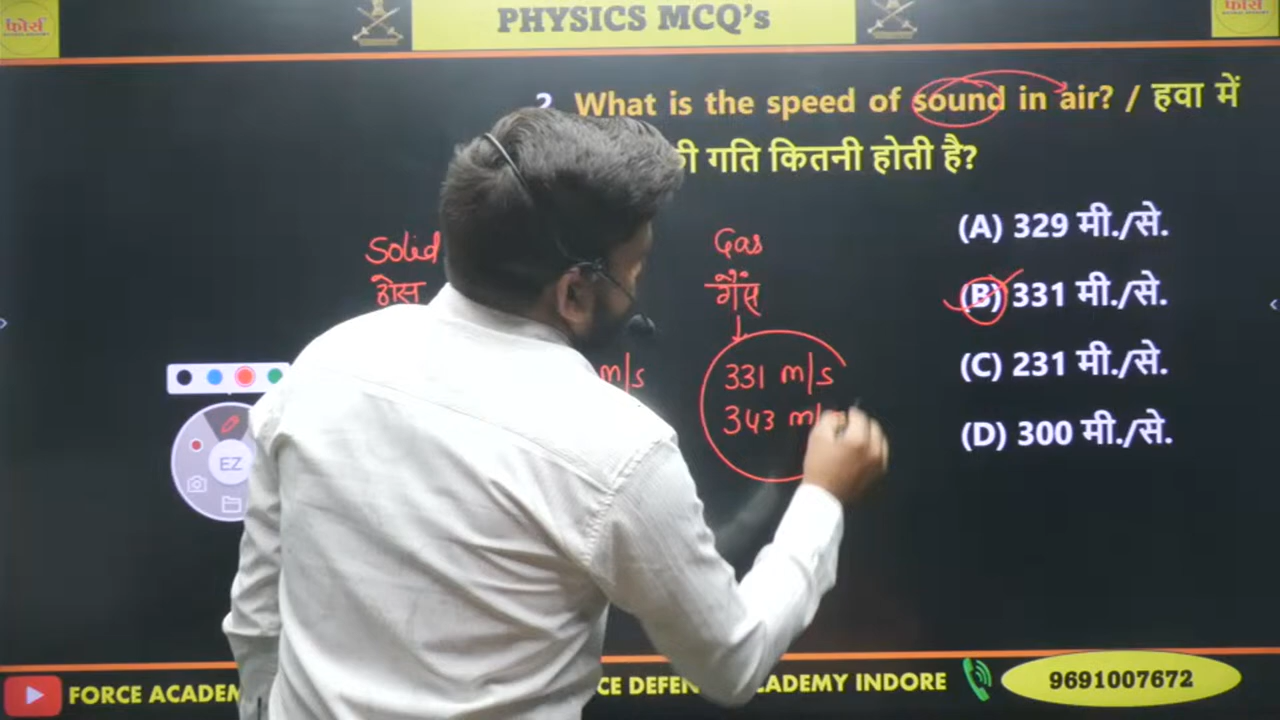 फोर्स
PHYSICS MCQ’s
फोर्स
2. What is the speed of sound in air? / हवा में
की गति कितनी होती है?
Solid
ठोस
Gas
गैस
m/s
331 m/s
343 m/
(A) 329 मी./से.
(B) 331 मी./से.
(C) 231 मी./से.
(D) 300 मी./से.
EZ
FORCE ACADEM
CE DEFEN
ACADEMY INDORE
9691007672